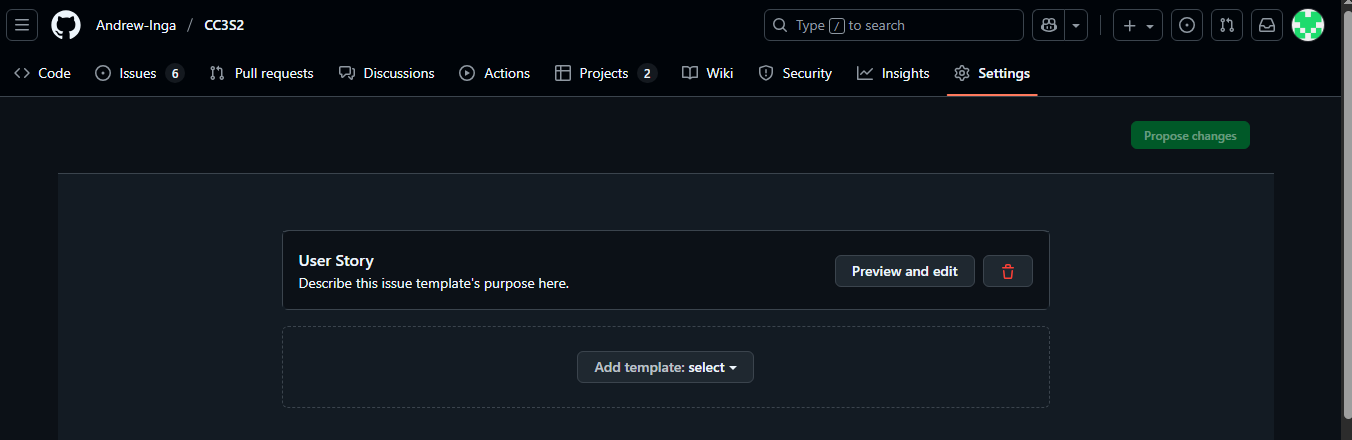 Andrew-Inga / CC3S2 Type / to search
Code Issues 6 Pull requests Discussions Actions Projects 2 Wiki Security Insights Settings
Propose changes
User Story
Describe this issue template's purpose here.
Preview and edit
Add template: select